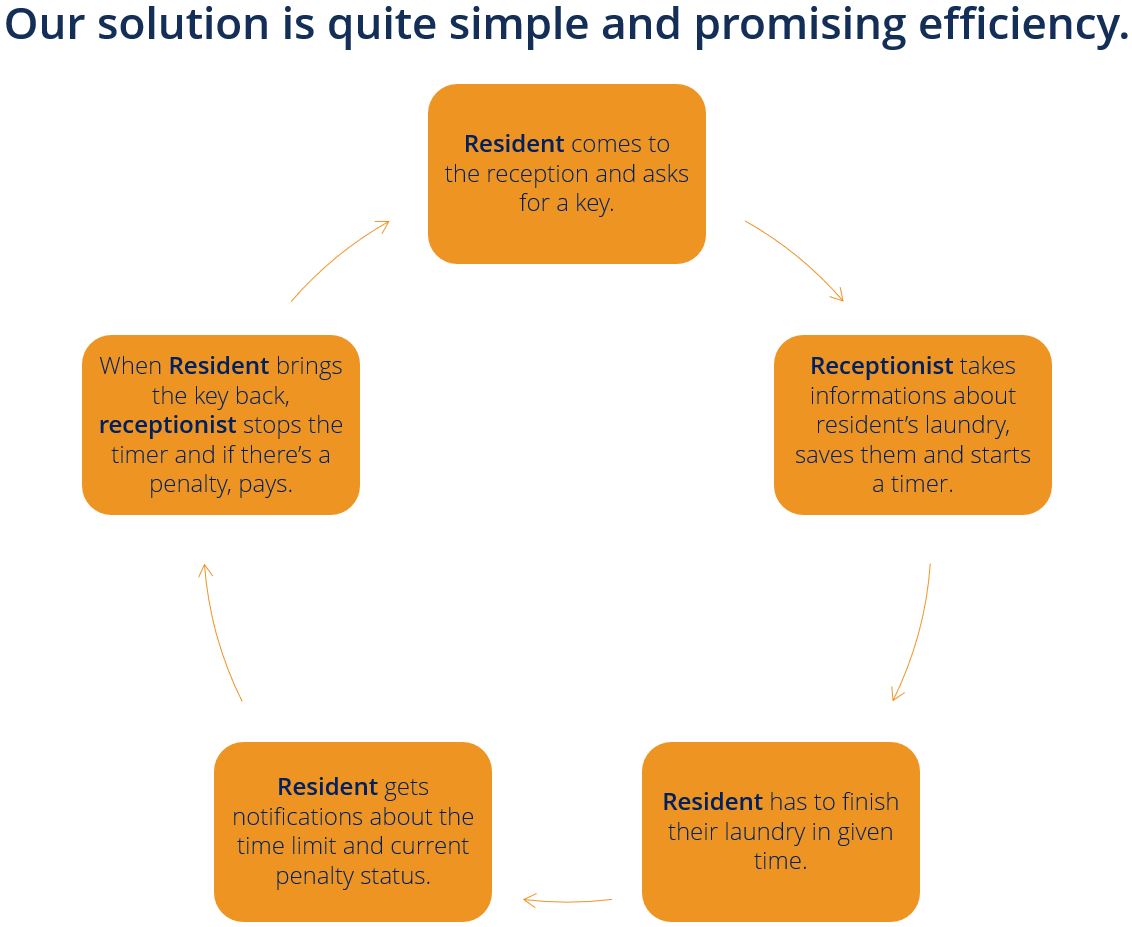 Our solution is quite simple and promising efficiency.
Resident comes to
the reception and asks
for a key.
Receptionist takes
informations about
resident's laundry,
saves them and starts
a timer.
Resident has to finish
their laundry in given
time.
Resident gets
notifications about the
time limit and current
penalty status.
When Resident brings
the key back,
receptionist stops the
timer and if there's a
penalty, pays.